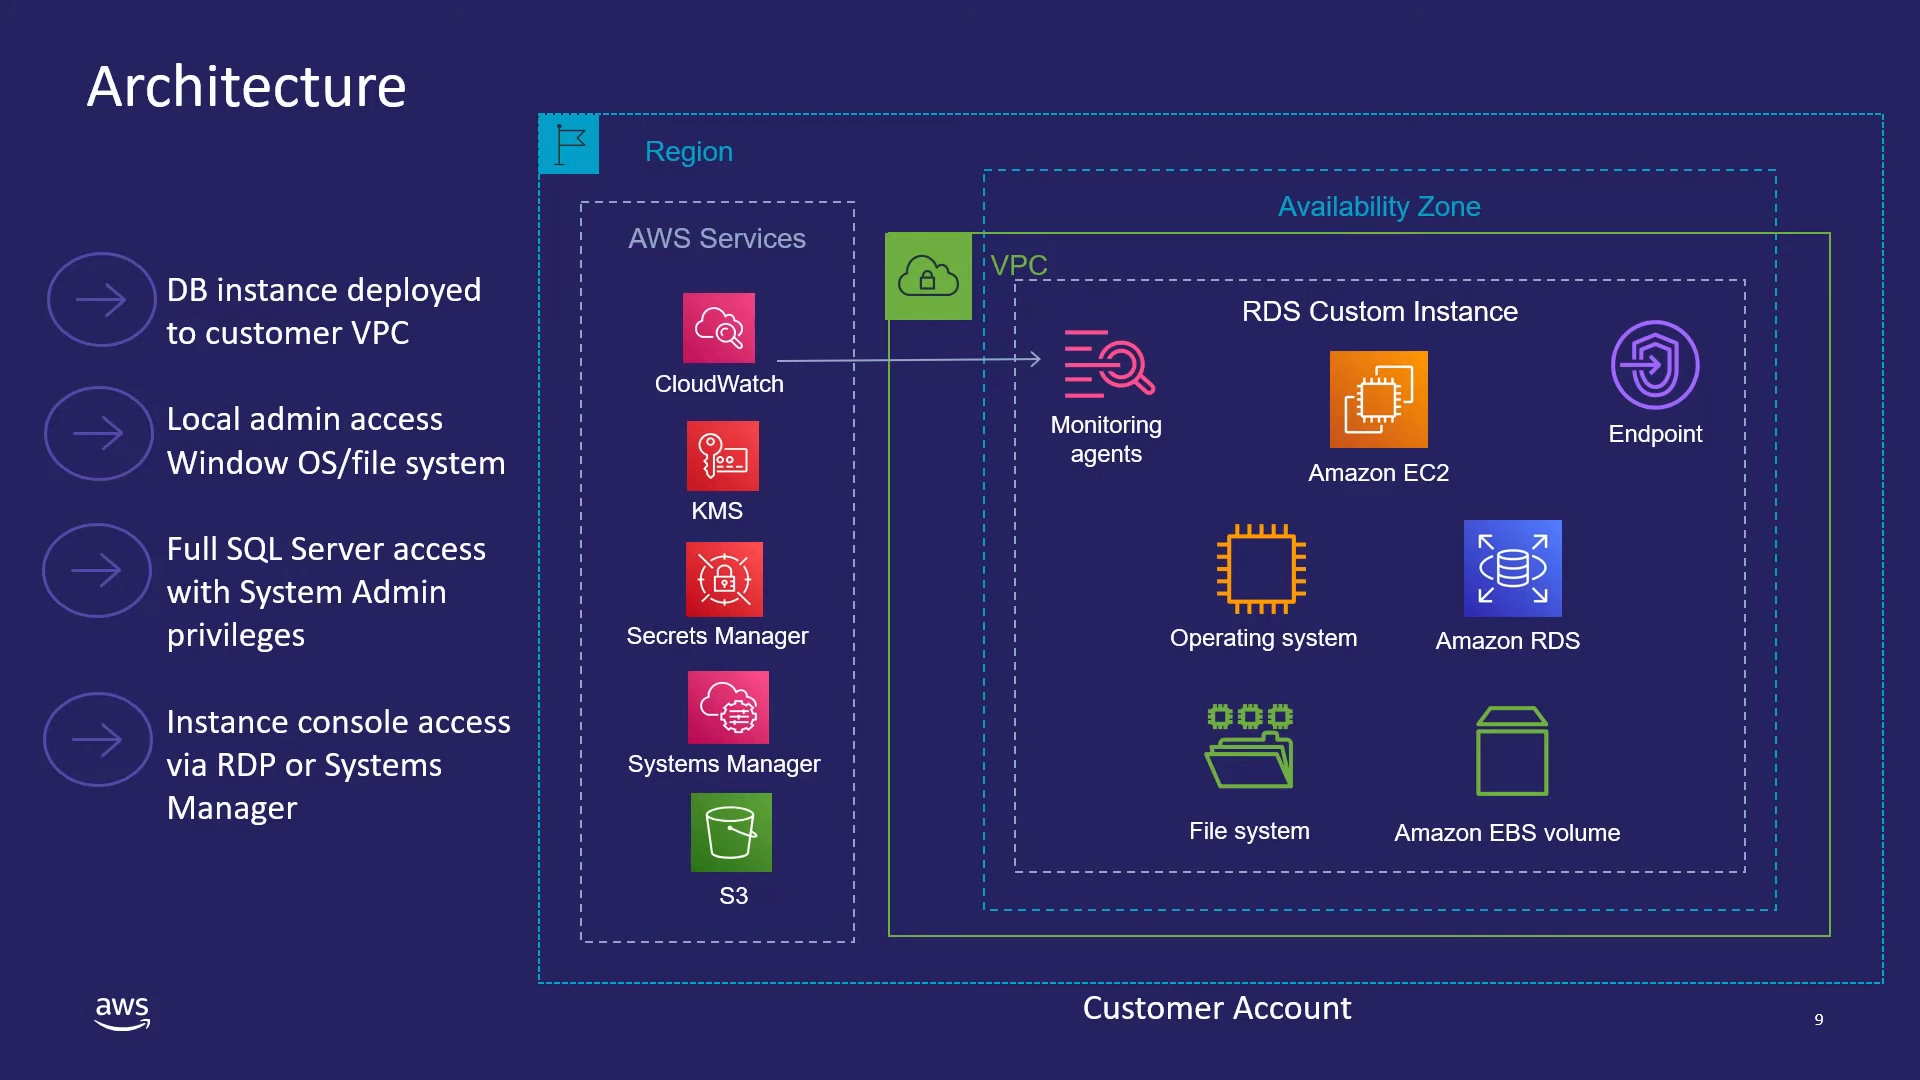 Architecture
DB instance deployed
to customer VPC
Local admin access
Window OS/file system
Full SQL Server access
with System Admin
privileges
Instance console access
via RDP or Systems
Manager
Region
AWS Services
CloudWatch
KMS
Secrets Manager
Systems Manager
S3
Availability Zone
VPC
RDS Custom Instance
Monitoring
agents
Amazon EC2
Endpoint
Operating system
Amazon RDS
File system
Amazon EBS volume
Customer Account
aws
9